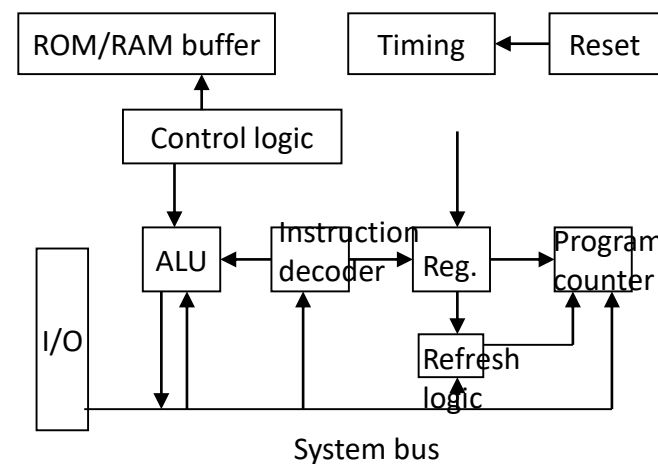 ROM/RAM buffer
Timing
Reset
Control logic
ALU
Instruction
decoder
Reg.
Program
counter
I/O
Refresh
logic
System bus